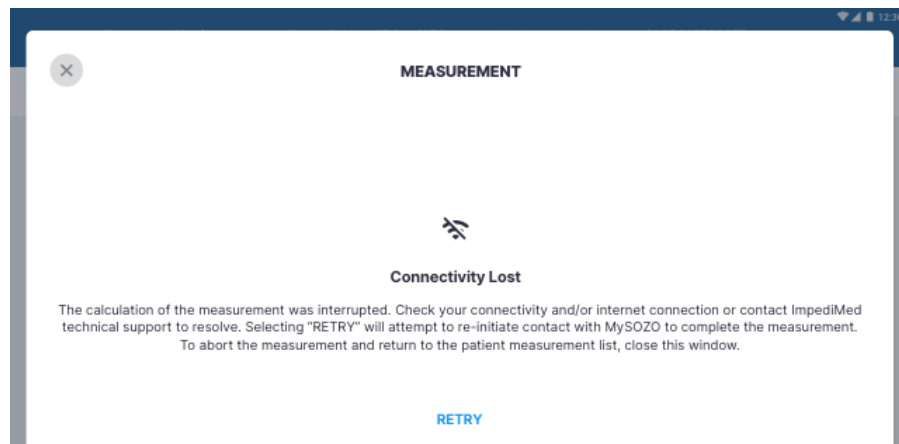 MEASUREMENT
Connectivity Lost
The calculation of the measurement was interrupted. Check your connectivity and/or internet connection or contact ImpediMed
technical support to resolve. Selecting "RETRY" will attempt to re-initiate contact with MySOZO to complete the measurement.
To abort the measurement and return to the patient measurement list, close this window.
RETRY